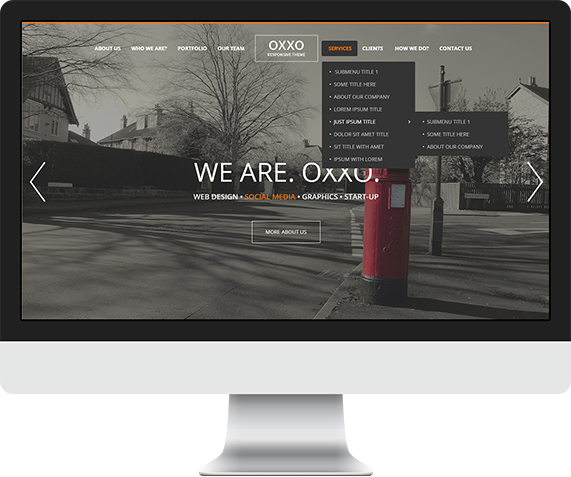 ABOUT US WHO WE ARE? PORTFOLIO OUR TEAM OXXO SERVICES CLIENTS HOW WE DO? CONTACT US
RESPONSIVE THEME
• SUBMENU TITLE 1
• SOME TITLE HERE
• ABOUT OUR COMPANY
• LOREM IPSUM TITLE
• JUST IPSUM TITLE ›
• DOLOR SIT AMET TITLE
• SIT TITLE WITH AMET
• IPSUM WITH LOREM
• SUBMENU TITLE 1
• SOME TITLE HERE
• ABOUT OUR COMPANY
WE ARE. OXXO.
WEB DESIGN • SOCIAL MEDIA • GRAPHICS • START-UP
MORE ABOUT US